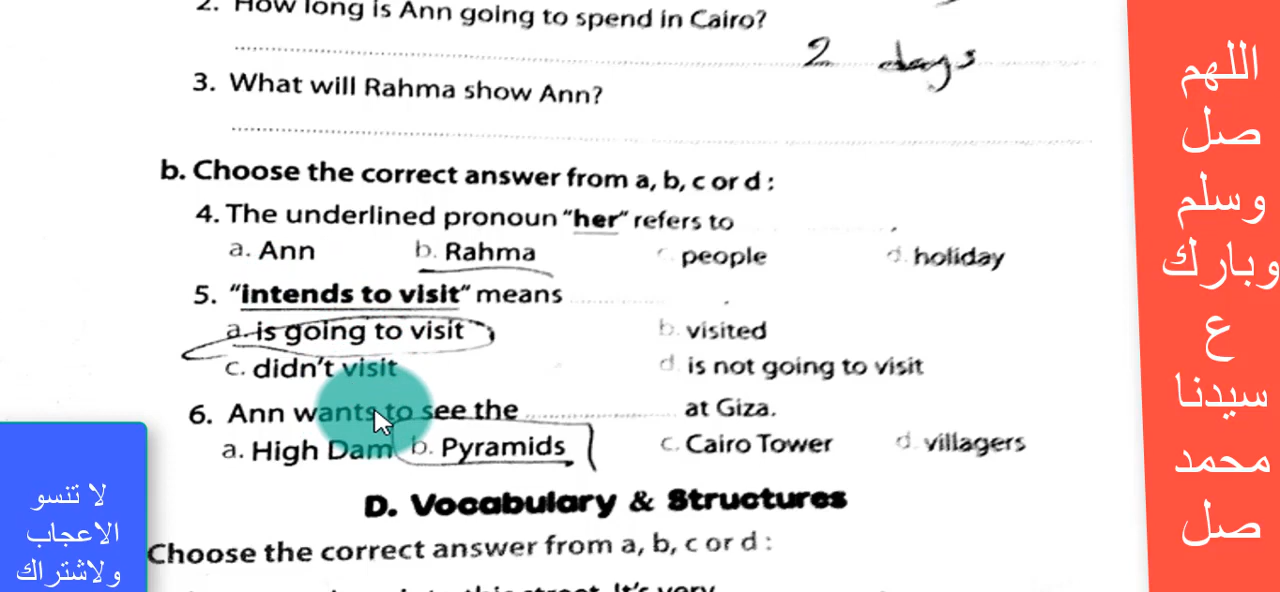 2. How long is Ann going to spend in Cairo?
2 days
3. What will Rahma show Ann?
b. Choose the correct answer from a, b, c or d :
4. The underlined pronoun "her" refers to
a. Ann b. Rahma c. people d. holiday
5. "intends to visit" means
a. is going to visit b. visited
c. didn't visit d. is not going to visit
6. Ann wants to see the at Giza.
a. High Dam b. Pyramids c. Cairo Tower d. villagers
D. Vocabulary & Structures
Choose the correct answer from a, b, c or d :
this street. It's very
اللهم
صل
وسلم
وبارك
ع
سيدنا
محمد
صل
لا تنسو
الاعجاب
ولاشتراك